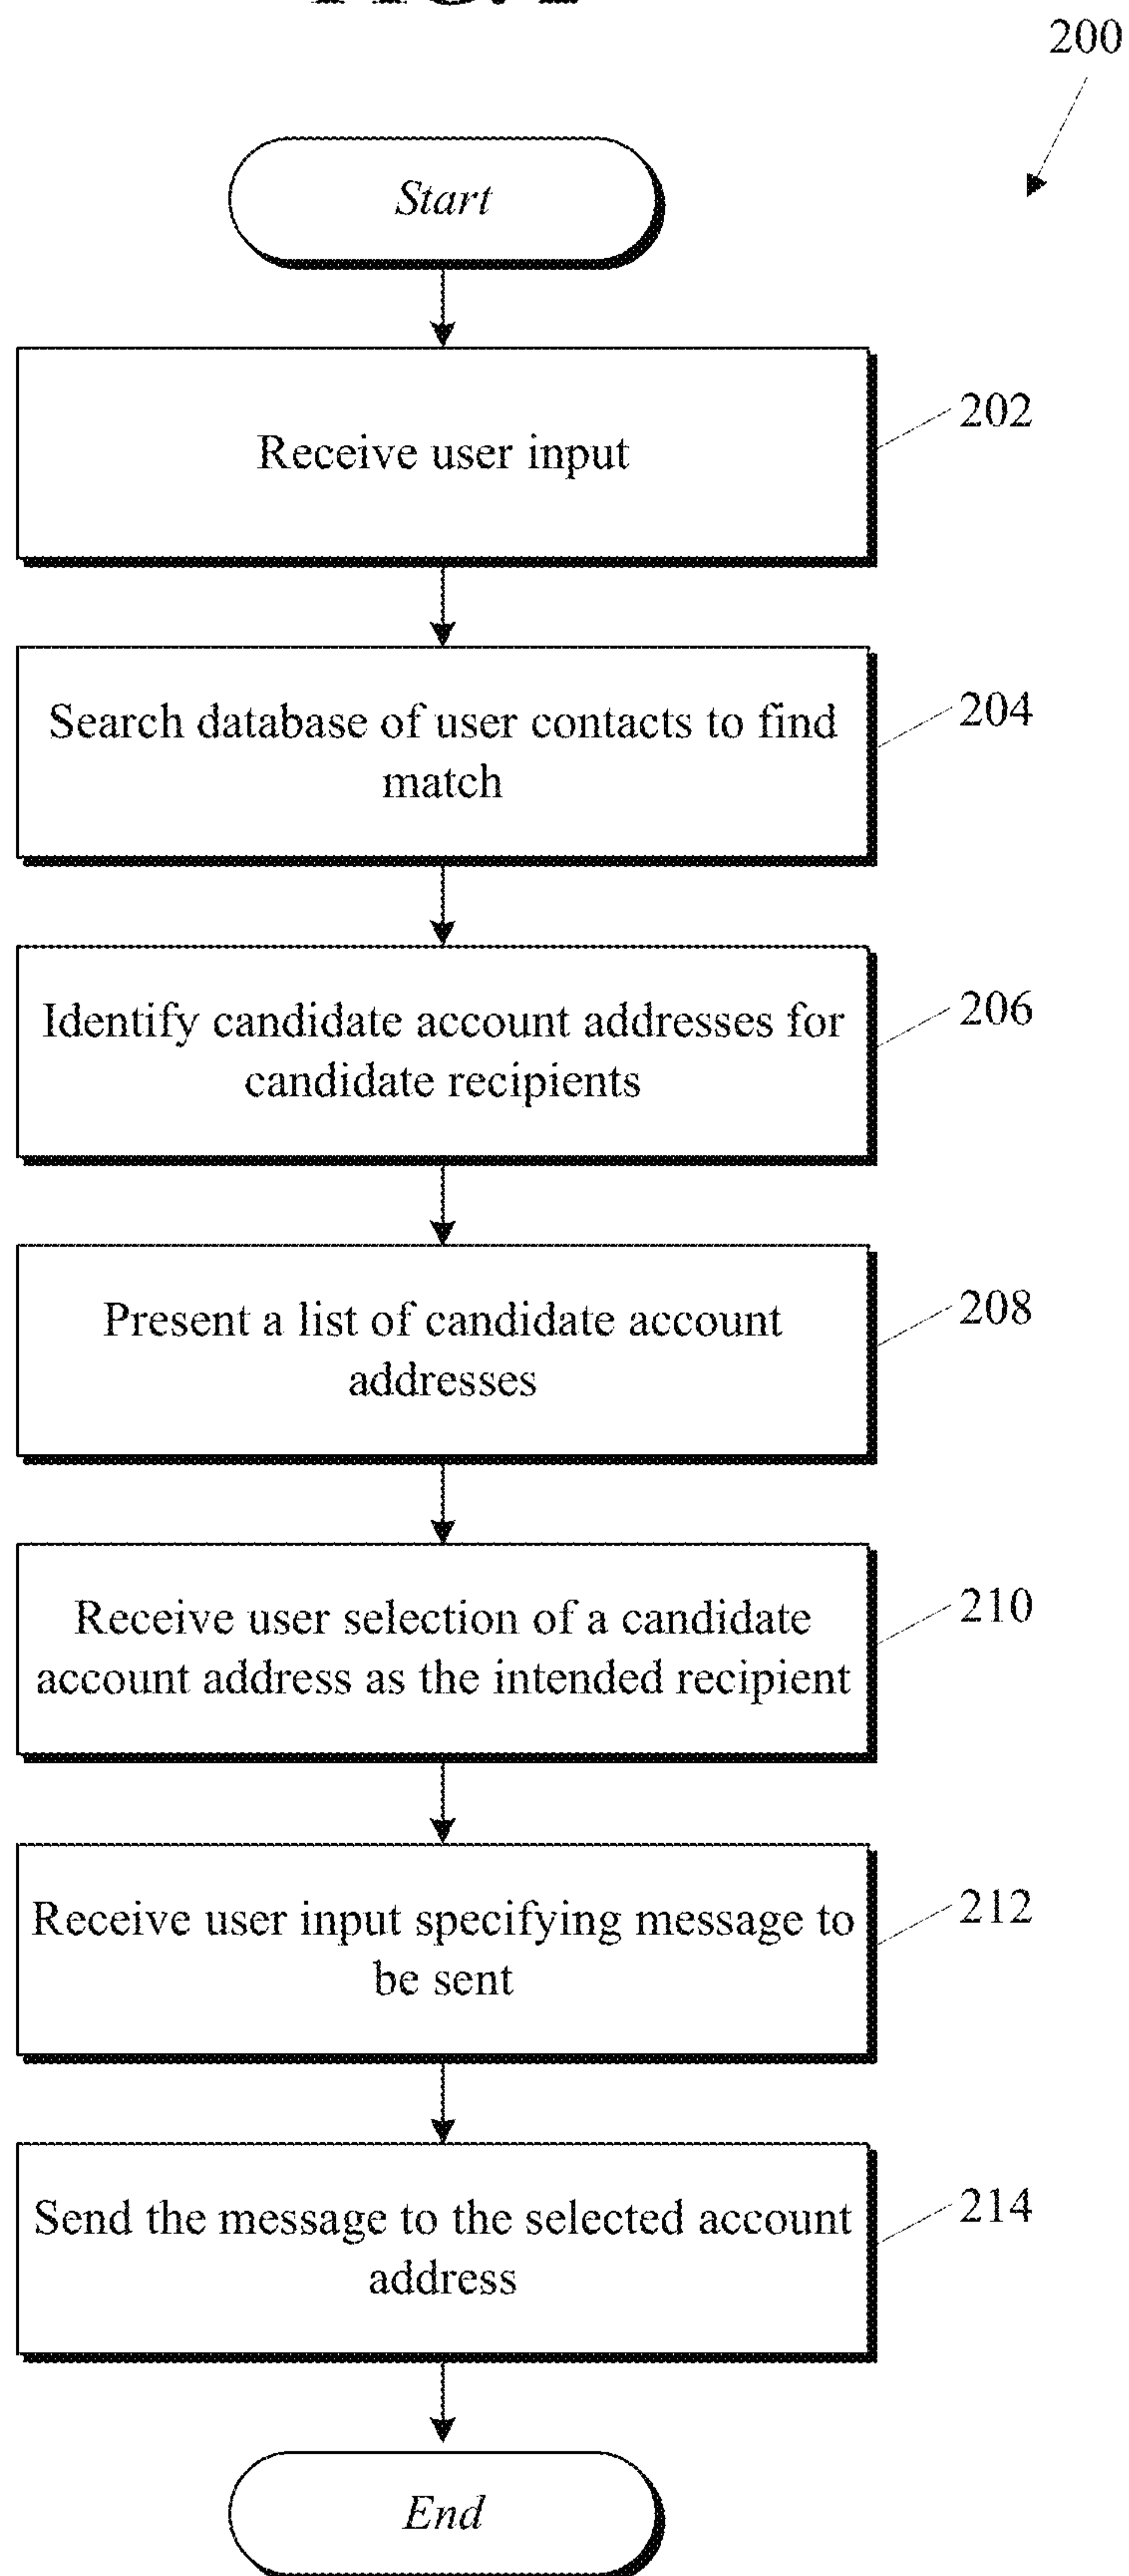 200
Start
Receive user input
202
Search database of user contacts to find
match
204
Identify candidate account addresses for
candidate recipients
206
Present a list of candidate account
addresses
208
Receive user selection of a candidate
account address as the intended recipient
210
Receive user input specifying message to
be sent
212
Send the message to the selected account
address
214
End